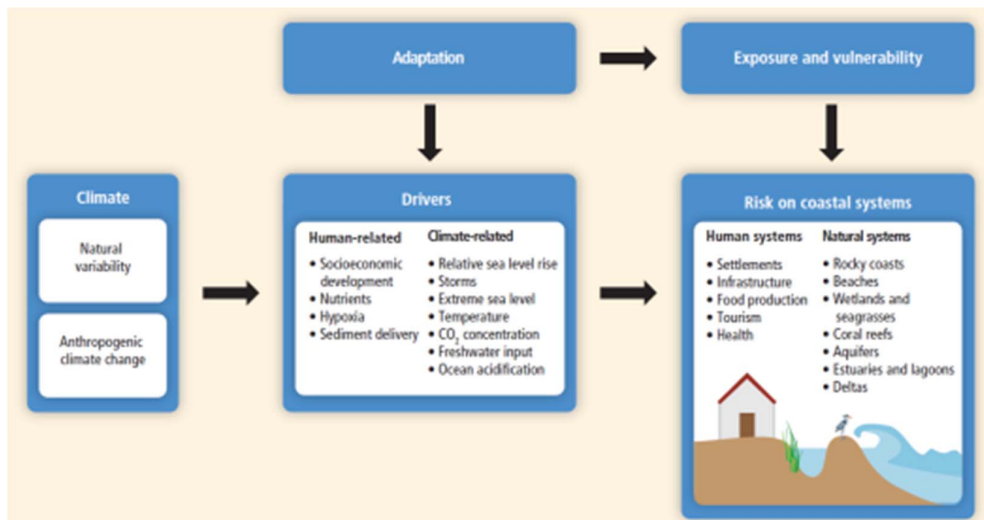 Adaptation
Exposure and vulnerability
Climate
Natural
variability
Anthropogenic
climate change
Drivers
Human-related
• Socioeconomic
development
• Nutrients
• Hypoxia
• Sediment delivery
Climate-related
• Relative sea level rise
• Storms
• Extreme sea level
• Temperature
• CO₂ concentration
• Freshwater input
• Ocean acidification
Risk on coastal systems
Human systems
• Settlements
• Infrastructure
• Food production
• Tourism
• Health
Natural systems
• Rocky coasts
• Beaches
• Wetlands and
seagrasses
• Coral reefs
• Aquifers
• Estuaries and lagoons
• Deltas